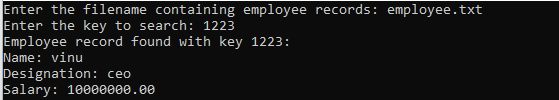 Enter the filename containing employee records: employee.txt
Enter the key to search: 1223
Employee record found with key 1223:
Name: vinu
Designation: ceo
Salary: 10000000.00